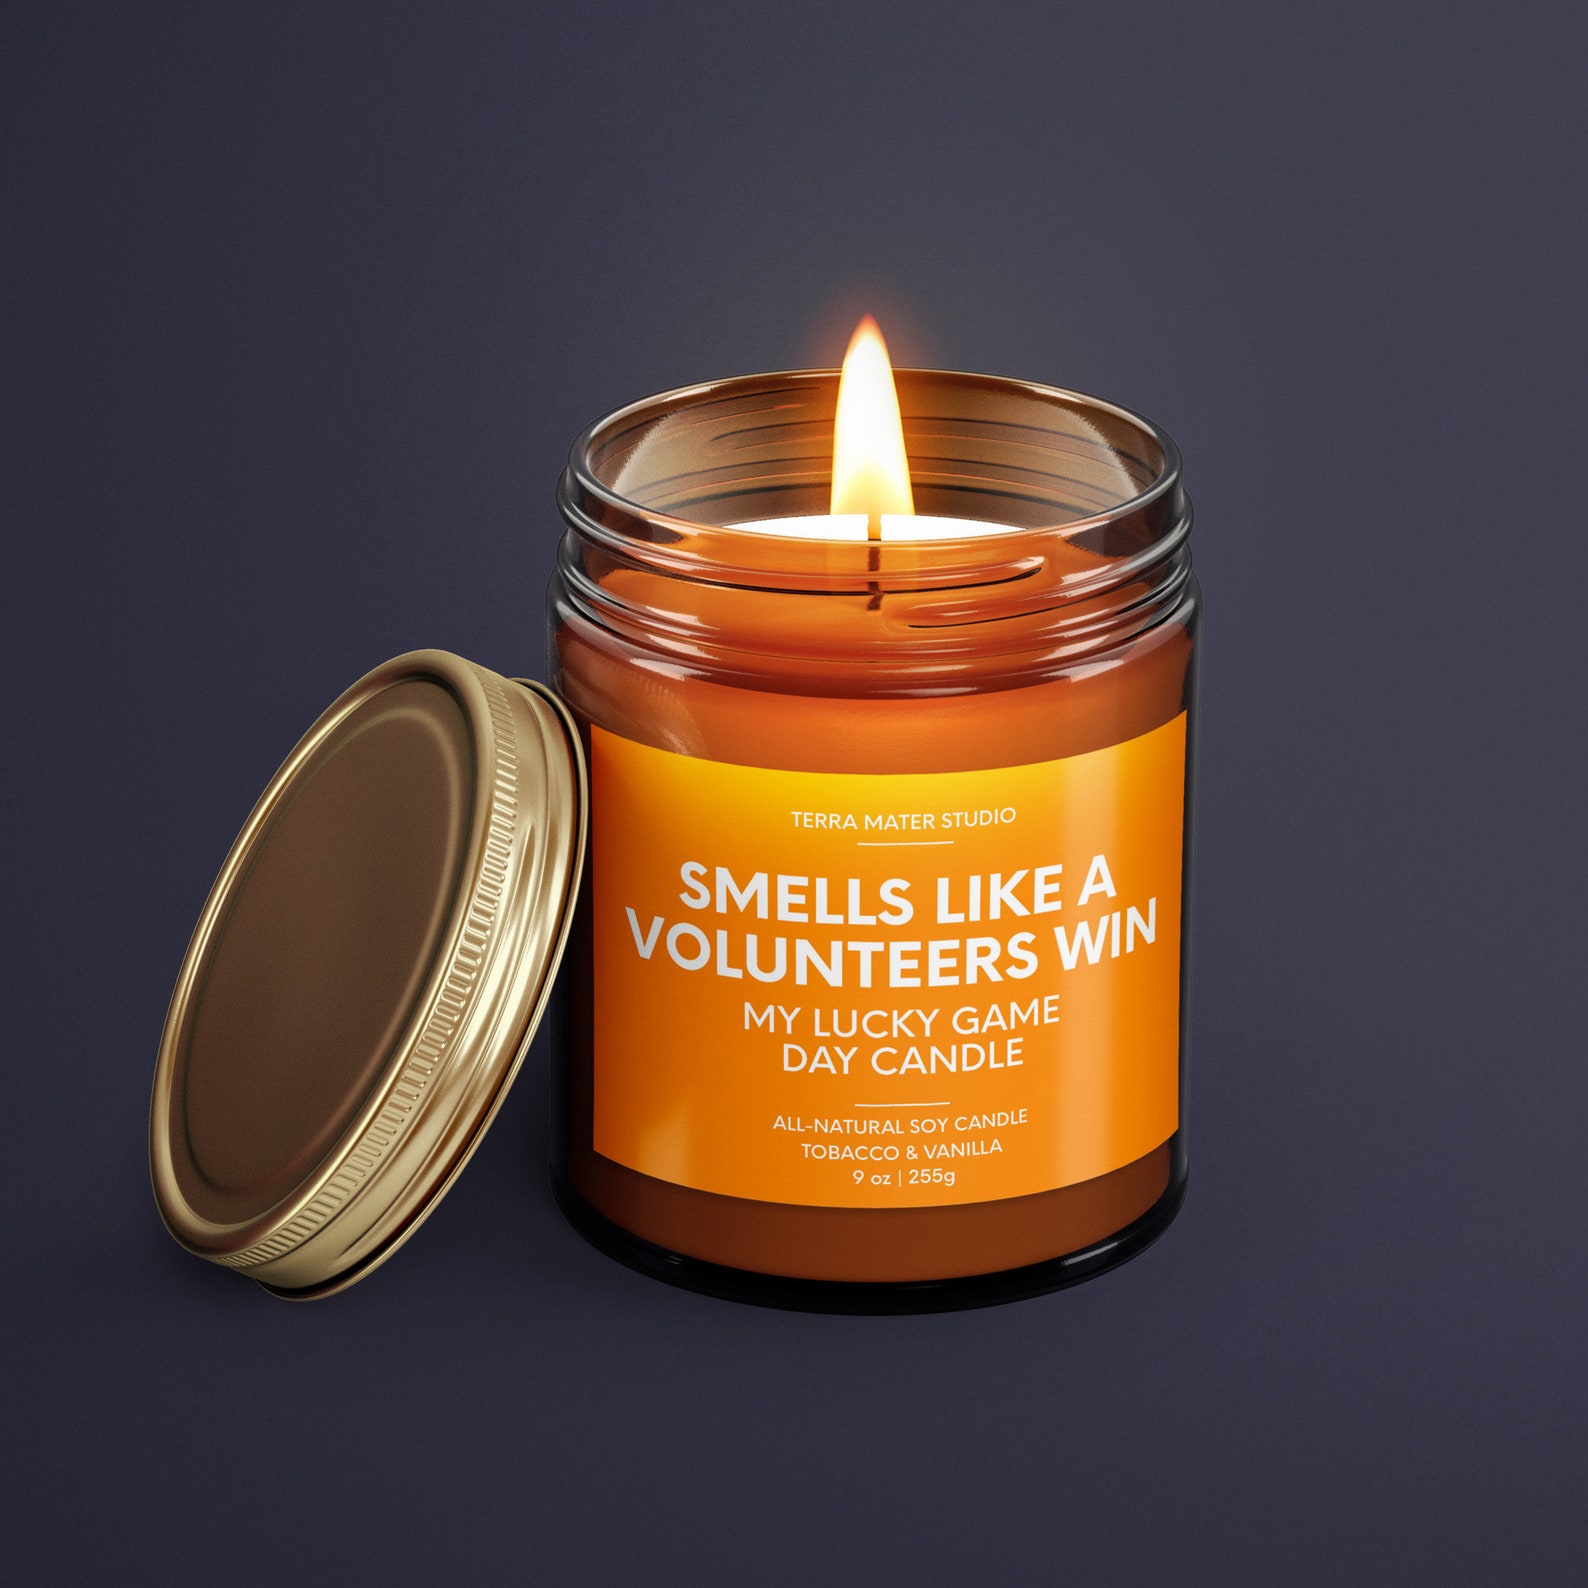 TERRA MATER STUDIO
SMELLS LIKE A
VOLUNTEERS WIN
MY LUCKY GAME
DAY CANDLE
ALL-NATURAL SOY CANDLE
TOBACCO & VANILLA
9 oz | 255g